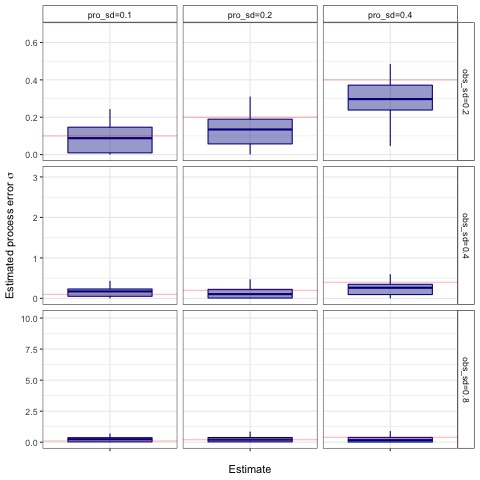 pro_sd=0.1
pro_sd=0.2
pro_sd=0.4
0.6
0.4
0.2
0.0
obs_sd=0.2
3
2
1
0
obs_sd=0.4
10.0
7.5
5.0
2.5
0.0
obs_sd=0.8
Estimated process error σ
Estimate